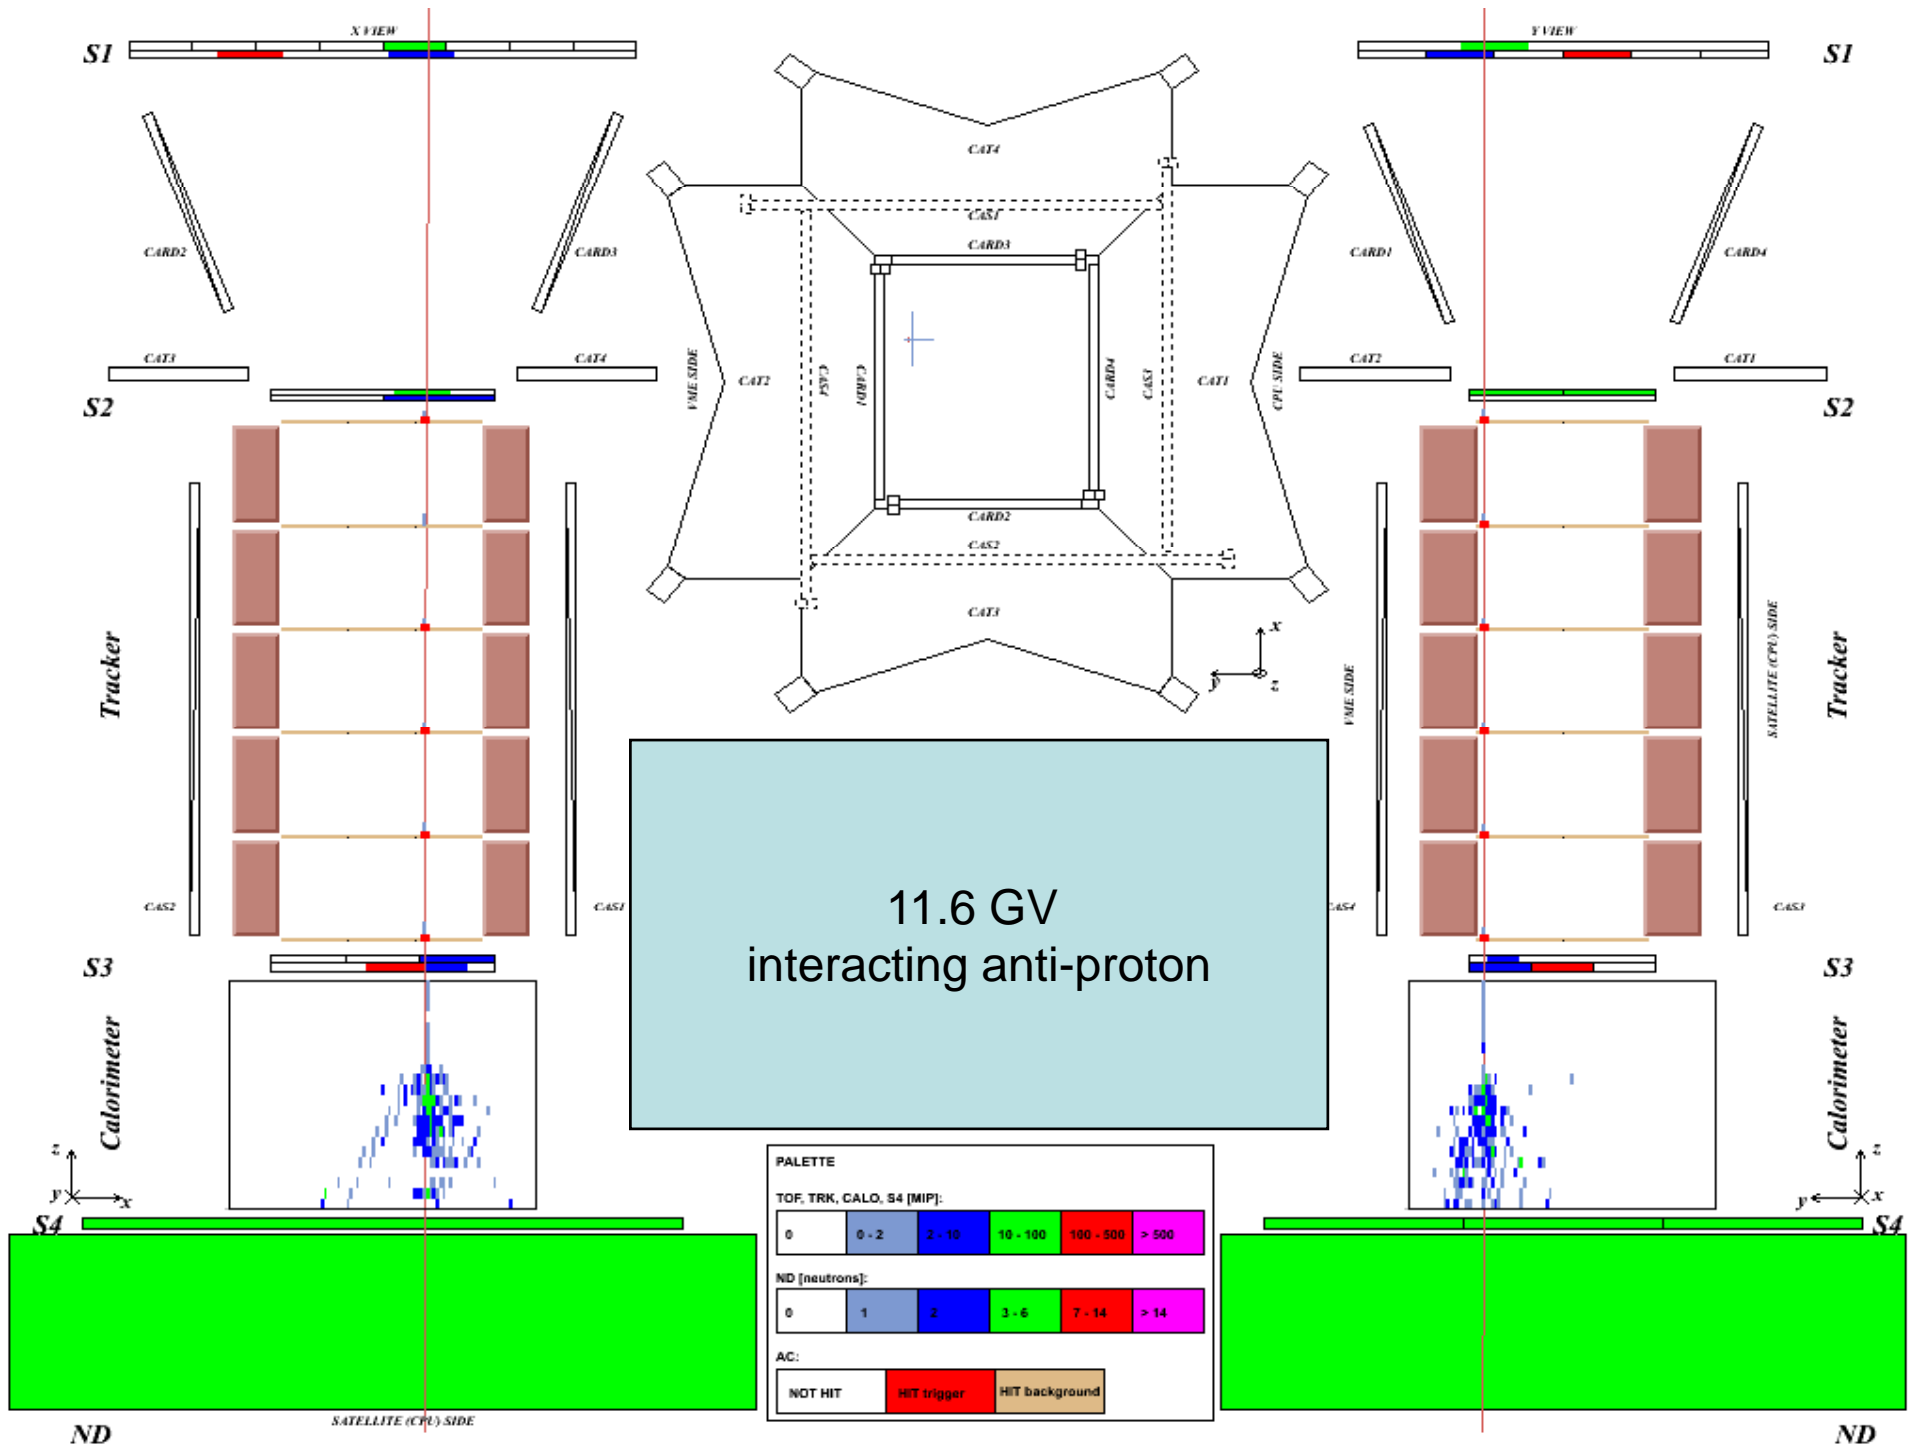 X VIEW
Y VIEW
S1
S1
CAT4
CARD2
CARD3
CAS1
CARD3
CARD1
CARD4
CAT3
CAT4
VME SIDE
CAT2
CAS4
CARD1
CARD4
CAS3
CAT1
CPU SIDE
CAT2
CAT1
S2
S2
CARD2
CAS2
CAT3
x
y
z
Tracker
VME SIDE
SATELLITE (CPU) SIDE
Tracker
CAS2
CAS1
11.6 GV
interacting anti-proton
CAS4
CAS3
S3
S3
Calorimeter
Calorimeter
z
y
x
z
y
x
S4
S4
PALETTE
TOF, TRK, CALO, S4 [MIP]:
0
0 - 2
2 - 10
10 - 100
100 - 500
> 500
ND [neutrons]:
0
1
2
3 - 6
7 - 14
> 14
AC:
NOT HIT
HIT trigger
HIT background
SATELLITE (CPU) SIDE
ND
ND